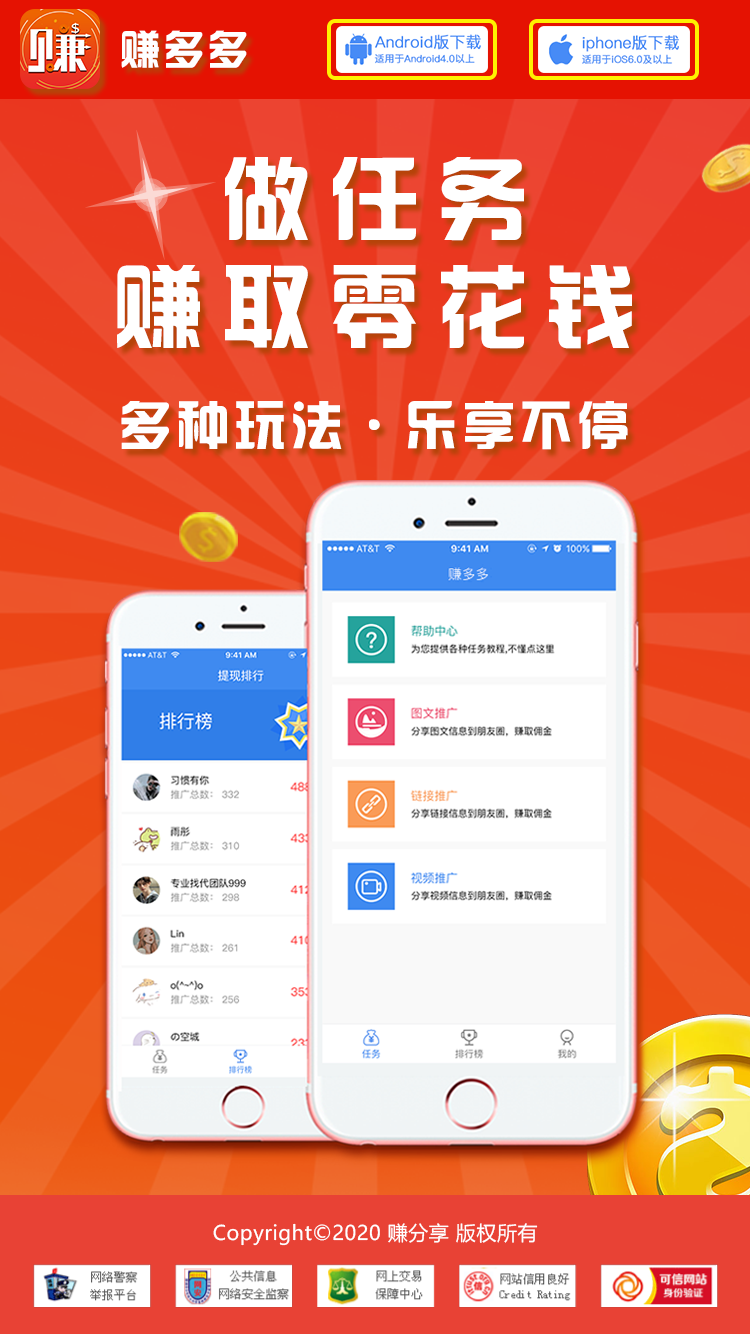 赚
赚多多
Android版下载
适用于Android4.0以上
iphone版下载
适用于iOS6.0及以上
做任务
赚取零花钱
多种玩法·乐享不停
AT&T 9:41 AM
提现排行
排行榜
习惯有你
推广总数： 332
488
雨彤
推广总数： 310
433
专业找代团队999
推广总数： 298
412
Lin
推广总数： 261
410
o(^~^)o
推广总数： 256
353
の空城
231
任务
排行榜
AT&T 9:41 AM 100%
赚多多
帮助中心
为您提供各种任务教程,不懂点这里
图文推广
分享图文信息到朋友圈，赚取佣金
链接推广
分享链接信息到朋友圈，赚取佣金
视频推广
分享视频信息到朋友圈，赚取佣金
任务
排行榜
我的
Copyright©2020 赚分享 版权所有
网络警察
举报平台
公共信息
网络安全监察
网上交易
保障中心
网站信用良好
Credit Rating
可信网站
身份验证